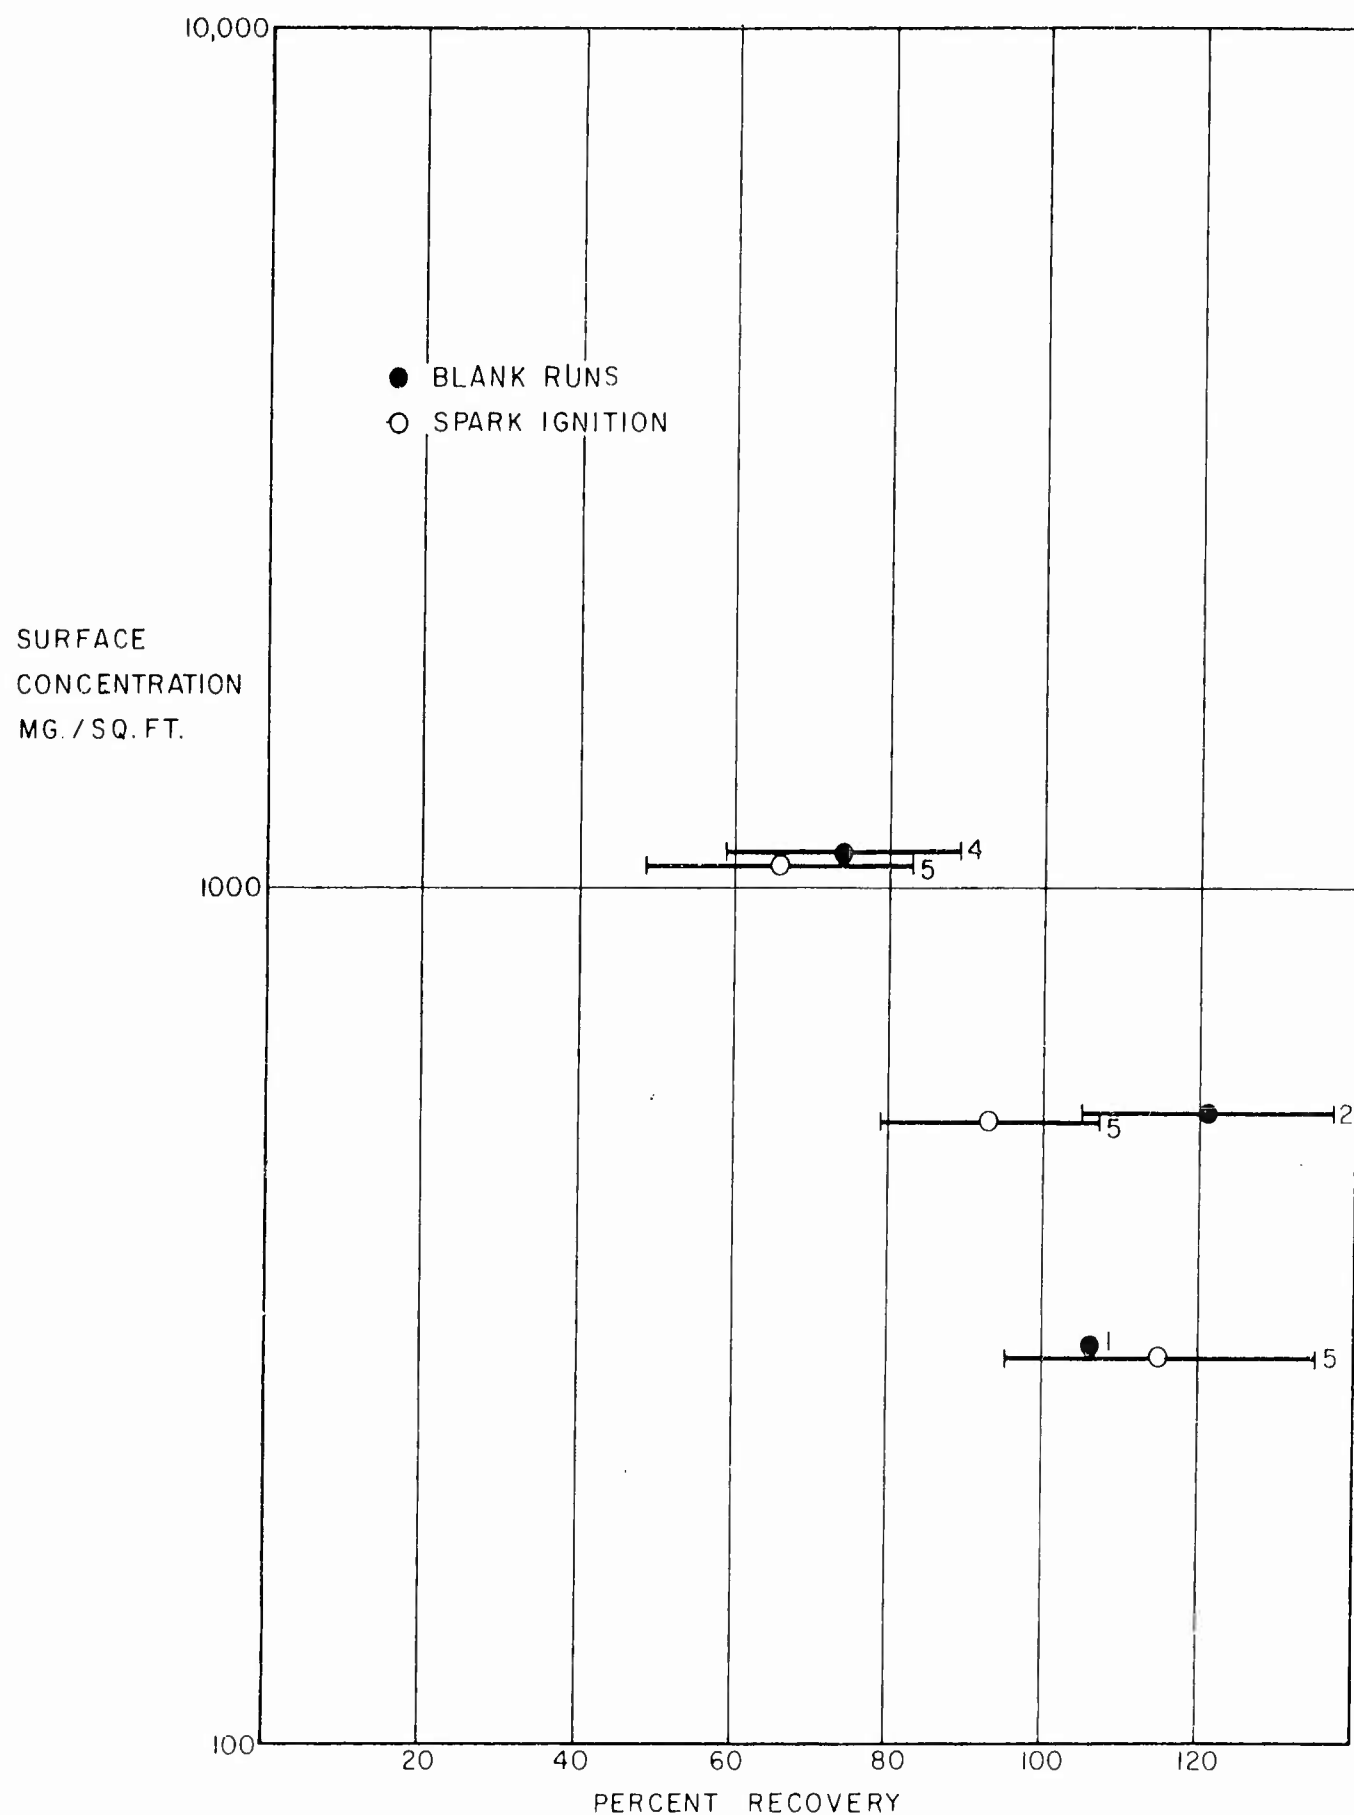 10,000
● BLANK RUNS
○ SPARK IGNITION
SURFACE
CONCENTRATION
MG./SQ.FT.
4
5
1000
2
5
1
5
100
20 40 60 80 100 120
PERCENT RECOVERY